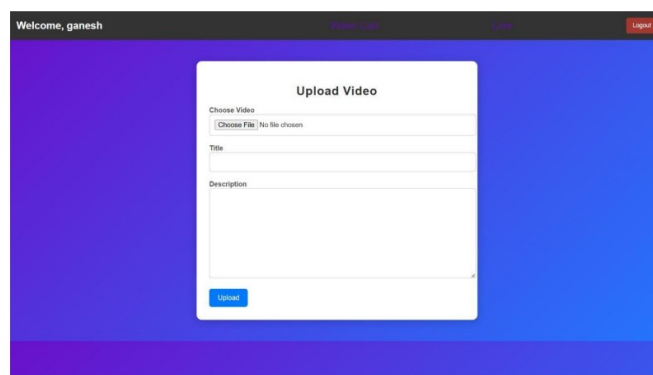 Welcome, ganesh
Logout
Upload Video
Choose Video
Choose File No file chosen
Title
Description
Upload